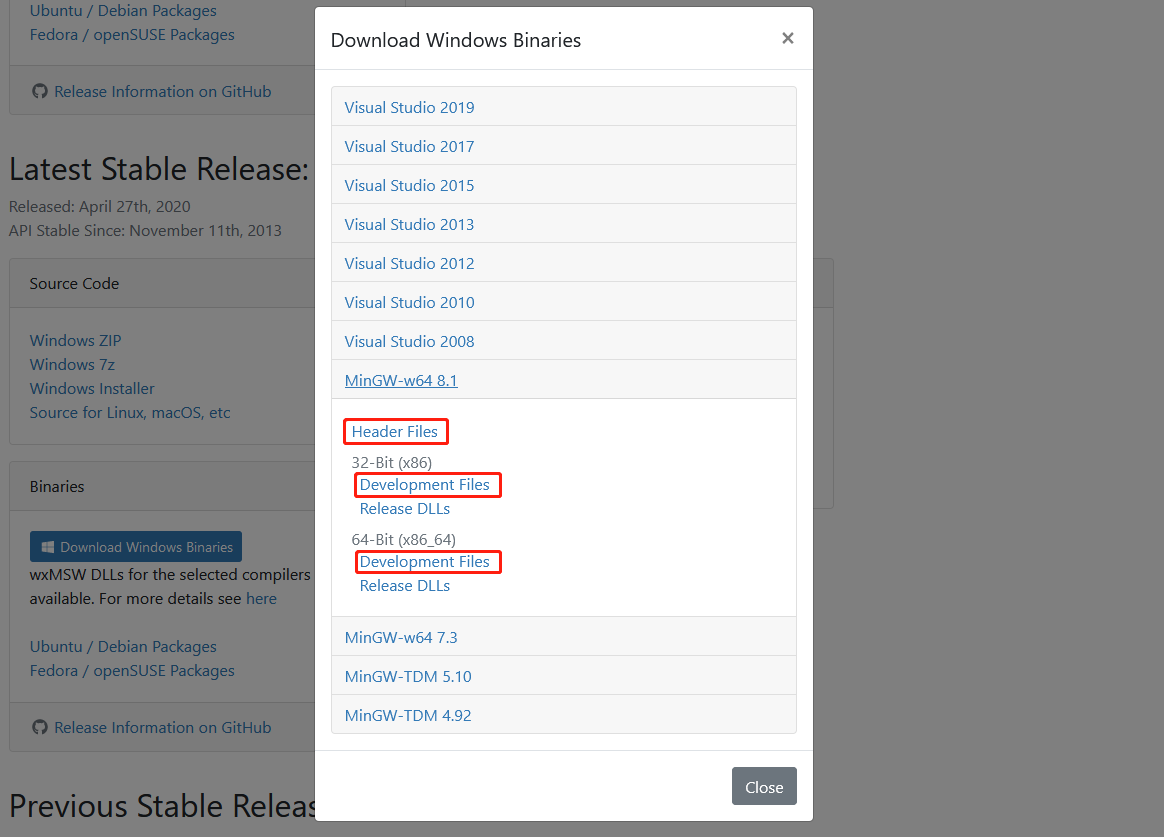 Ubuntu / Debian Packages
Fedora / openSUSE Packages
Release Information on GitHub
Latest Stable Release:
Released: April 27th, 2020
API Stable Since: November 11th, 2013
Source Code
Windows ZIP
Windows 7z
Windows Installer
Source for Linux, macOS, etc
Binaries
Download Windows Binaries
wxMSW DLLs for the selected compilers
available. For more details see here
Ubuntu / Debian Packages
Fedora / openSUSE Packages
Release Information on GitHub
Previous Stable Releas
Download Windows Binaries
×
Visual Studio 2019
Visual Studio 2017
Visual Studio 2015
Visual Studio 2013
Visual Studio 2012
Visual Studio 2010
Visual Studio 2008
MinGW-w64 8.1
Header Files
32-Bit (x86)
Development Files
Release DLLs
64-Bit (x86_64)
Development Files
Release DLLs
MinGW-w64 7.3
MinGW-TDM 5.10
MinGW-TDM 4.92
Close